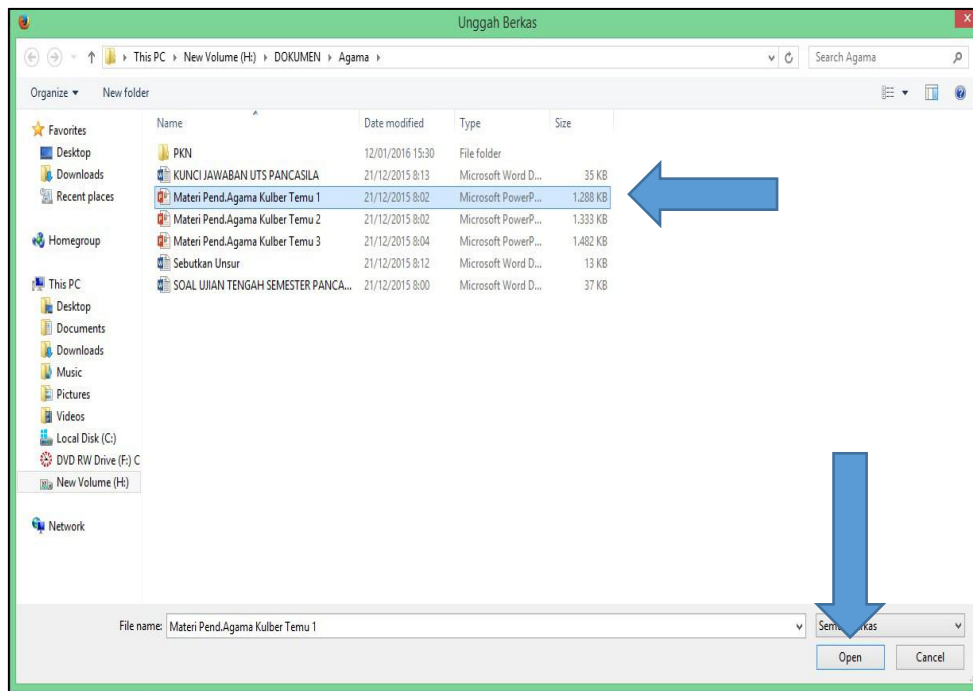 Unggah Berkas
This PC New Volume (H:) DOKUMEN Agama
Search Agama
Organize New folder
Name Date modified Type Size
PKN 12/01/2016 15:30 File folder
KUNCI JAWABAN UTS PANCASILA 21/12/2015 8:13 Microsoft Word D... 35 KB
Materi Pend.Agama Kulber Temu 1 21/12/2015 8:02 Microsoft PowerP... 1.288 KB
Materi Pend.Agama Kulber Temu 2 21/12/2015 8:02 Microsoft PowerP... 1.333 KB
Materi Pend.Agama Kulber Temu 3 21/12/2015 8:04 Microsoft PowerP... 1.482 KB
Sebutkan Unsur 21/12/2015 8:12 Microsoft Word D... 13 KB
SOAL UJIAN TENGAH SEMESTER PANCA... 21/12/2015 8:00 Microsoft Word D... 37 KB
Favorites
Desktop
Downloads
Recent places
Homegroup
This PC
Desktop
Documents
Downloads
Music
Pictures
Videos
Local Disk (C:)
DVD RW Drive (F:) C
New Volume (H:)
Network
File name: Materi Pend.Agama Kulber Temu 1
Open Cancel